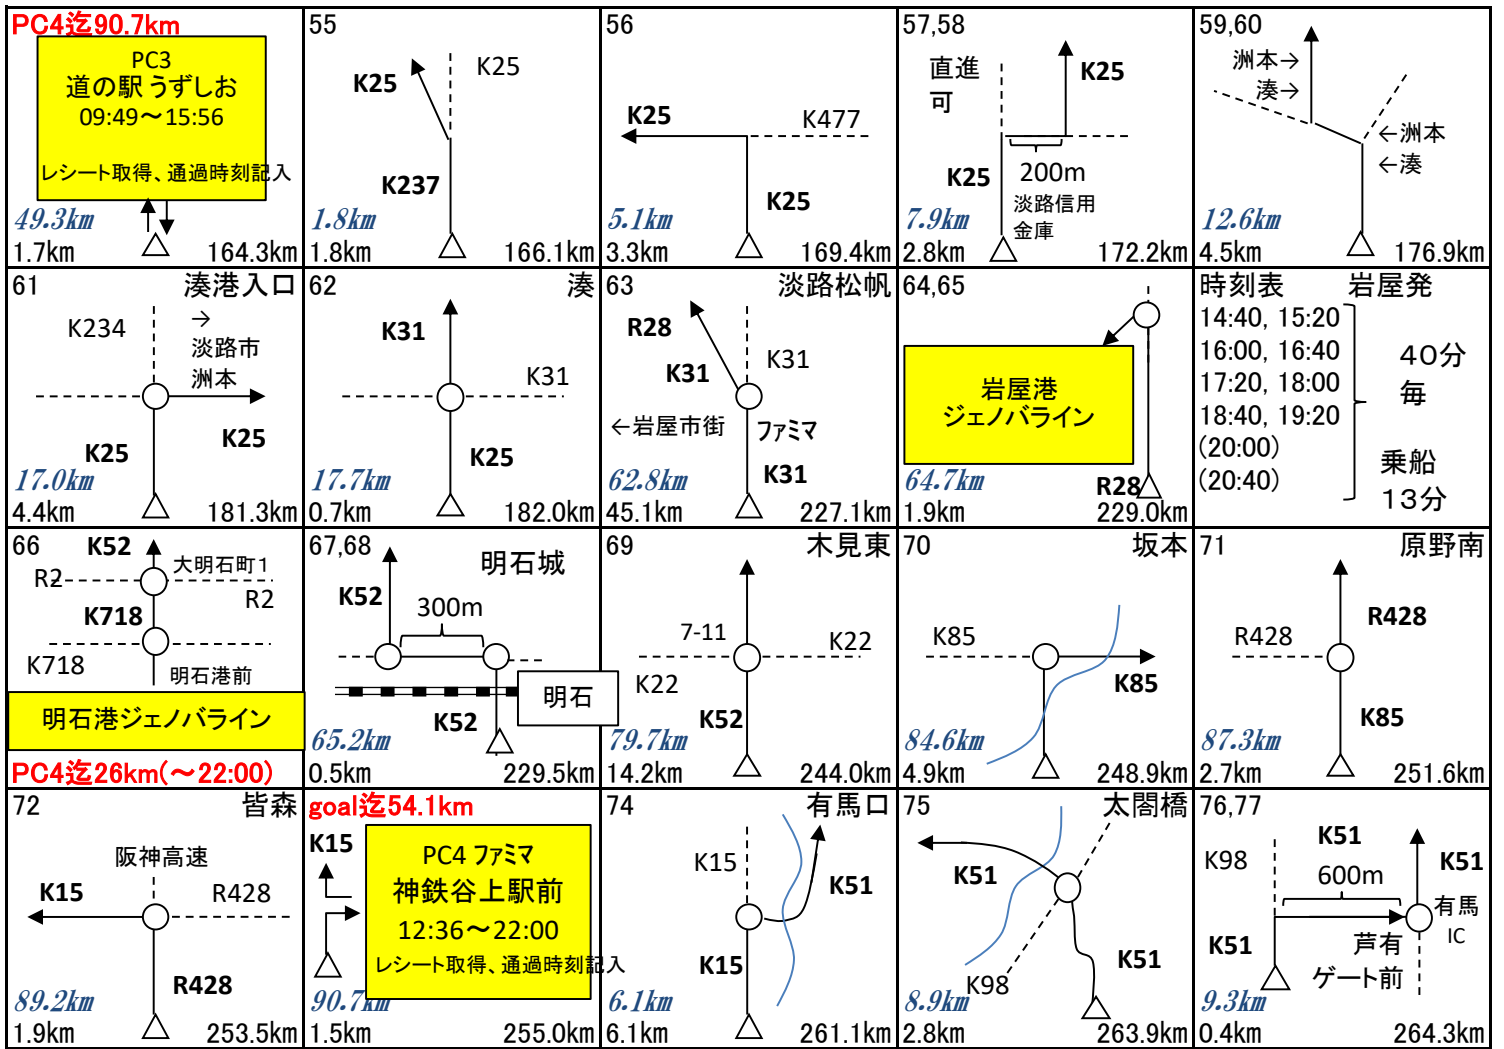 PC4迄90.7km
PC3
道の駅 うずしお
09:49～15:56
レシート取得、通過時刻記入
49.3km
1.7km
164.3km
55
K25
K25
K237
1.8km
1.8km
166.1km
56
K25
K477
K25
5.1km
3.3km
169.4km
57,58
直進
可
K25
K25
200m
淡路信用
金庫
7.9km
2.8km
172.2km
59,60
洲本→
湊→
←洲本
←湊
12.6km
4.5km
176.9km
61
湊港入口
K234
→
淡路市
洲本
K25
K25
17.0km
4.4km
181.3km
62
湊
K31
K31
K25
17.7km
0.7km
182.0km
63
淡路松帆
R28
K31
K31
←岩屋市街
ファミマ
K31
62.8km
45.1km
227.1km
64,65
岩屋港
ジェノバライン
64.7km
R28
1.9km
229.0km
時刻表
岩屋発
14:40, 15:20
16:00, 16:40
17:20, 18:00
18:40, 19:20
(20:00)
(20:40)
40分
毎
乗船
13分
66
K52
大明石町1
R2
R2
K718
K718
明石港前
明石港ジェノバライン
PC4迄26km(～22:00)
67,68
明石城
K52
300m
明石
K52
65.2km
0.5km
229.5km
69
木見東
7-11
K22
K22
K52
79.7km
14.2km
244.0km
70
坂本
K85
K85
84.6km
4.9km
248.9km
71
原野南
R428
R428
K85
87.3km
2.7km
251.6km
72
皆森
阪神高速
K15
R428
R428
89.2km
1.9km
253.5km
goal迄54.1km
K15
PC4 ファミマ
神鉄谷上駅前
12:36～22:00
レシート取得、通過時刻記入
90.7km
1.5km
255.0km
74
有馬口
K15
K51
K15
6.1km
6.1km
261.1km
75
太閤橋
K51
K51
K98
8.9km
2.8km
263.9km
76,77
K51
K98
K51
600m
有馬
IC
K51
芦有
ゲート前
9.3km
0.4km
264.3km